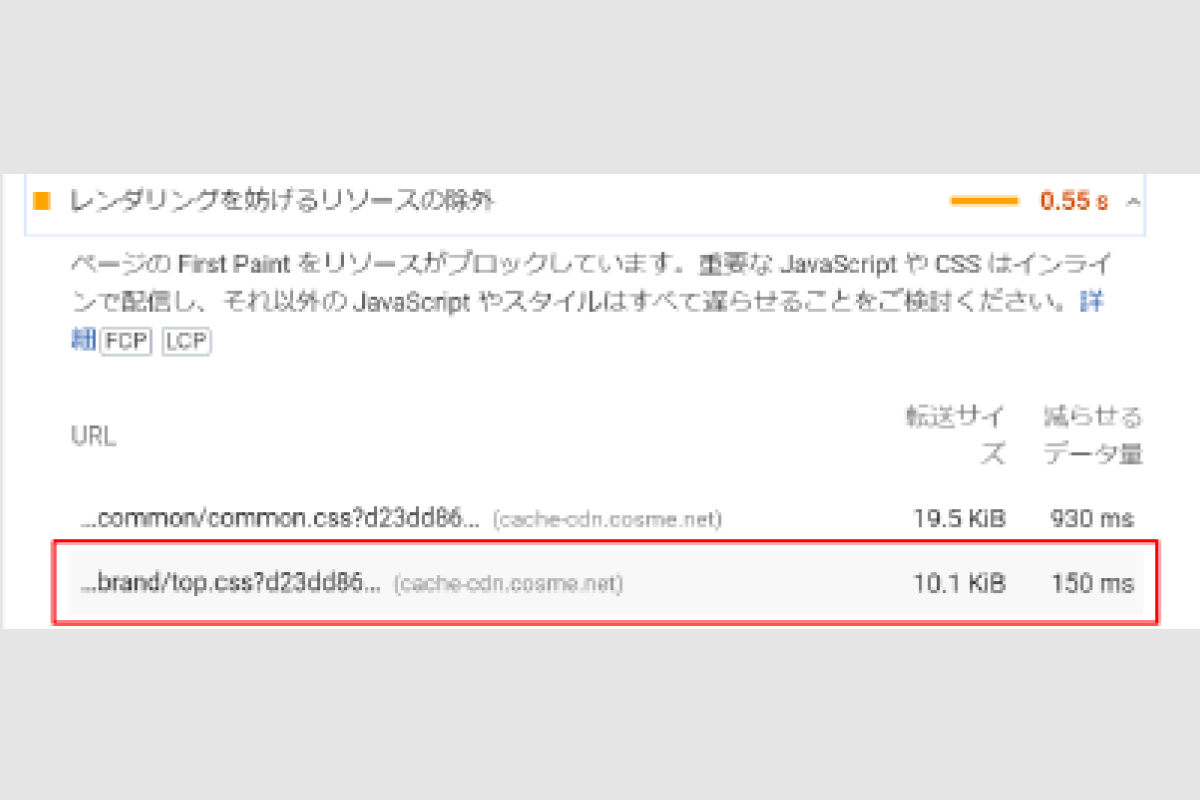 レンダリングを妨げるリソースの除外 0.55 s
ページの First Paint をリソースがブロックしています。重要な JavaScript や CSS はインライ
ンで配信し、それ以外の JavaScript やスタイルはすべて遅らせることをご検討ください。詳
細 FCP LCP
URL 転送サイズ 減らせるデータ量
...common/common.css?d23dd86... (cache-cdn.cosme.net) 19.5 KiB 930 ms
...brand/top.css?d23dd86... (cache-cdn.cosme.net) 10.1 KiB 150 ms